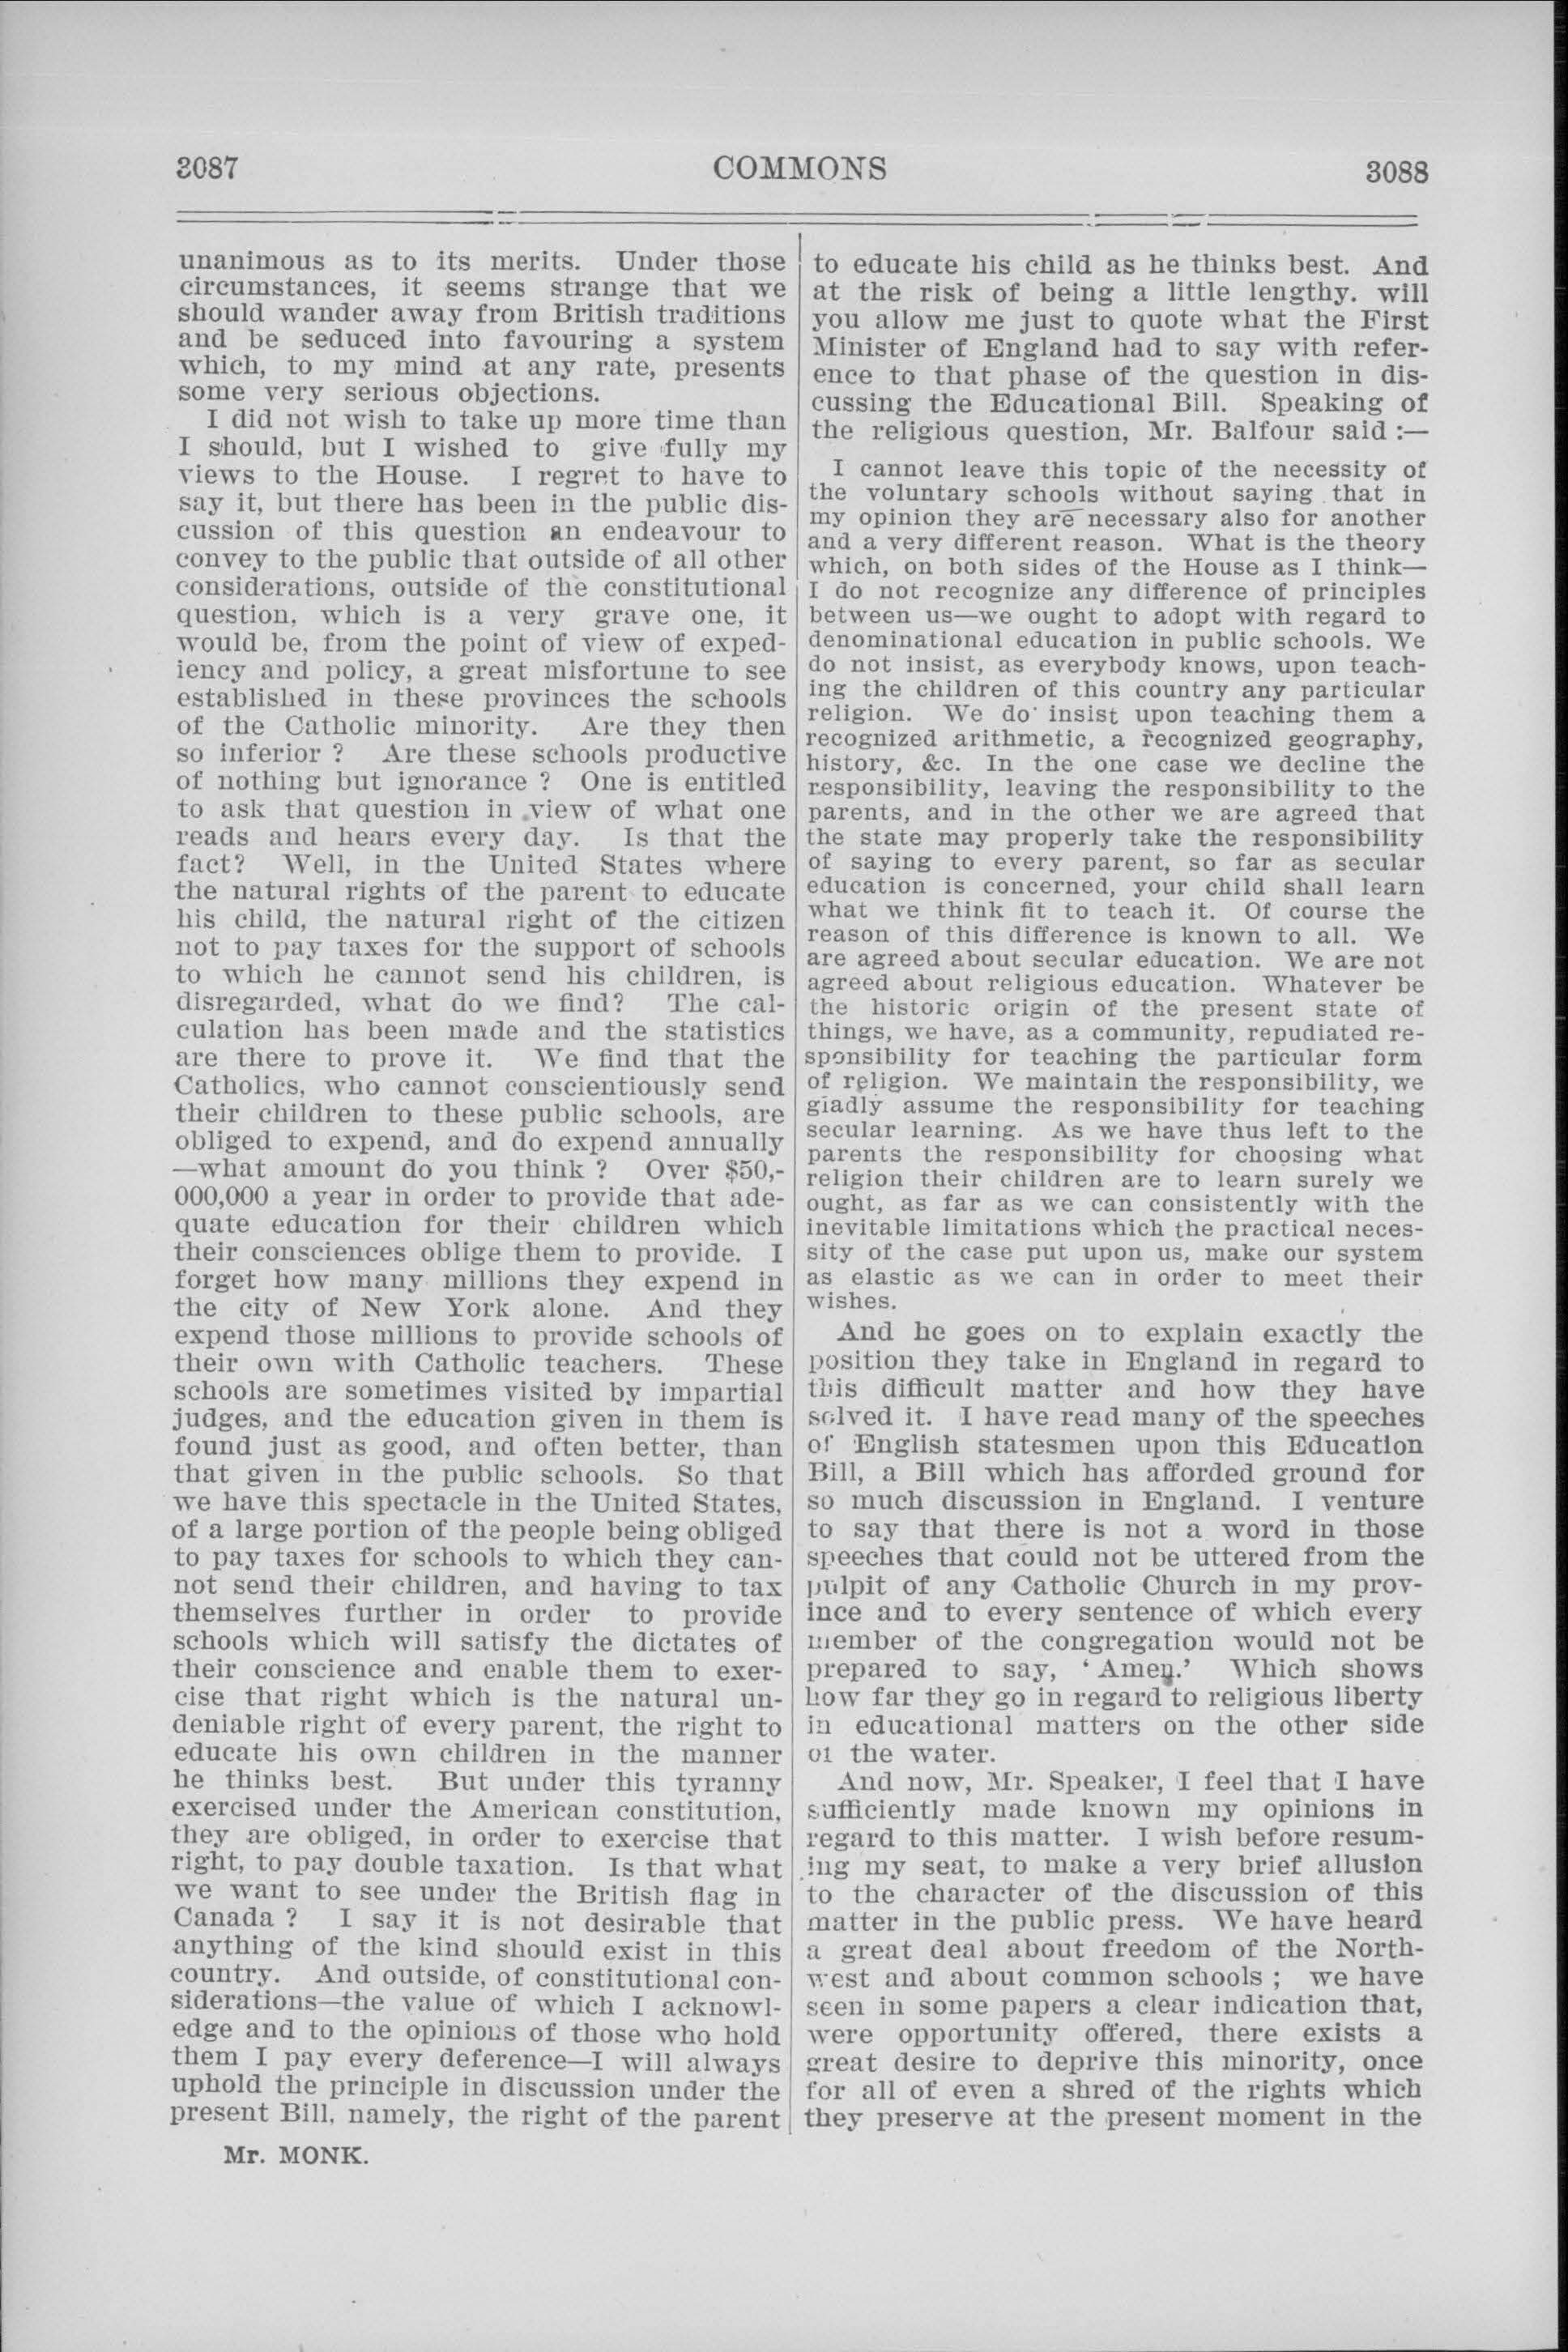 3087 COMMONS 3088
unanimous as to its merits. Under those
circumstances, it seems strange that we
should wander away from British traditions
and be seduced into favouring a system
which, to my mind at any rate, presents
some very serious objections.
I did not wish to take up more time than
I should, but I wished to give fully my
views to the House. I regret to have to
say it, but there has been in the public dis-
cussion of this question an endeavour to
convey to the public that outside of all other
considerations, outside of the constitutional
question, which is a very grave one, it
would be, from the point of view of exped-
iency and policy, a great misfortune to see
established in these provinces the schools
of the Catholic minority. Are they then
so inferior ? Are these schools productive
of nothing but ignorance ? One is entitled
to ask that question in view of what one
reads and hears every day. Is that the
fact? Well, in the United States where
the natural rights of the parent to educate
his child, the natural right of the citizen
not to pay taxes for the support of schools
to which he cannot send his children, is
disregarded, what do we find? The cal-
culation has been made and the statistics
are there to prove it. We find that the
Catholics, who cannot conscientiously send
their children to these public schools, are
obliged to expend, and do expend annually
—what amount do you think ? Over $50,-
000,000 a year in order to provide that ade-
quate education for their children which
their consciences oblige them to provide. I
forget how many millions they expend in
the city of New York alone. And they
expend those millions to provide schools of
their own with Catholic teachers. These
schools are sometimes visited by impartial
judges, and the education given in them is
found just as good, and often better, than
that given in the public schools. So that
we have this spectacle in the United States,
of a large portion of the people being obliged
to pay taxes for schools to which they can-
not send their children, and having to tax
themselves further in order to provide
schools which will satisfy the dictates of
their conscience and enable them to exer-
cise that right which is the natural un-
deniable right of every parent, the right to
educate his own children in the manner
he thinks best. But under this tyranny
exercised under the American constitution,
they are obliged, in order to exercise that
right, to pay double taxation. Is that what
we want to see under the British flag in
Canada ? I say it is not desirable that
anything of the kind should exist in this
country. And outside, of constitutional con-
siderations—the value of which I acknowl-
edge and to the opinions of those who hold
them I pay every deference—I will always
uphold the principle in discussion under the
present Bill, namely, the right of the parent
Mr. MONK.
to educate his child as he thinks best. And
at the risk of being a little lengthy. will
you allow me just to quote what the First
Minister of England had to say with refer-
ence to that phase of the question in dis-
cussing the Educational Bill. Speaking of
the religious question, Mr. Balfour said :—
I cannot leave this topic of the necessity of
the voluntary schools without saying that in
my opinion they are necessary also for another
and a very different reason. What is the theory
which, on both sides of the House as I think—
I do not recognize any difference of principles
between us—we ought to adopt with regard to
denominational education in public schools. We
do not insist, as everybody knows, upon teach-
ing the children of this country any particular
religion. We do insist upon teaching them a
recognized arithmetic, a recognized geography,
history, &c. In the one case we decline the
responsibility, leaving the responsibility to the
parents, and in the other we are agreed that
the state may properly take the responsibility
of saying to every parent, so far as secular
education is concerned, your child shall learn
what we think fit to teach it. Of course the
reason of this difference is known to all. We
are agreed about secular education. We are not
agreed about religious education. Whatever be
the historic origin of the present state of
things, we have, as a community, repudiated re-
sponsibility for teaching the particular form
of religion. We maintain the responsibility, we
gladly assume the responsibility for teaching
secular learning. As we have thus left to the
parents the responsibility for choosing what
religion their children are to learn surely we
ought, as far as we can consistently with the
inevitable limitations which the practical neces-
sity of the case put upon us, make our system
as elastic as we can in order to meet their
wishes.
And he goes on to explain exactly the
position they take in England in regard to
this difficult matter and how they have
solved it. I have read many of the speeches
of English statesmen upon this Education
Bill, a Bill which has afforded ground for
so much discussion in England. I venture
to say that there is not a word in those
speeches that could not be uttered from the
pulpit of any Catholic Church in my prov-
ince and to every sentence of which every
member of the congregation would not be
prepared to say, ‘ Amen.’ Which shows
how far they go in regard to religious liberty
in educational matters on the other side
of the water.
And now, Mr. Speaker, I feel that I have
sufficiently made known my opinions in
regard to this matter. I wish before resum-
ing my seat, to make a very brief allusion
to the character of the discussion of this
matter in the public press. We have heard
a great deal about freedom of the North-
west and about common schools ; we have
seen in some papers a clear indication that,
were opportunity offered, there exists a
great desire to deprive this minority, once
for all of even a shred of the rights which
they preserve at the present moment in the